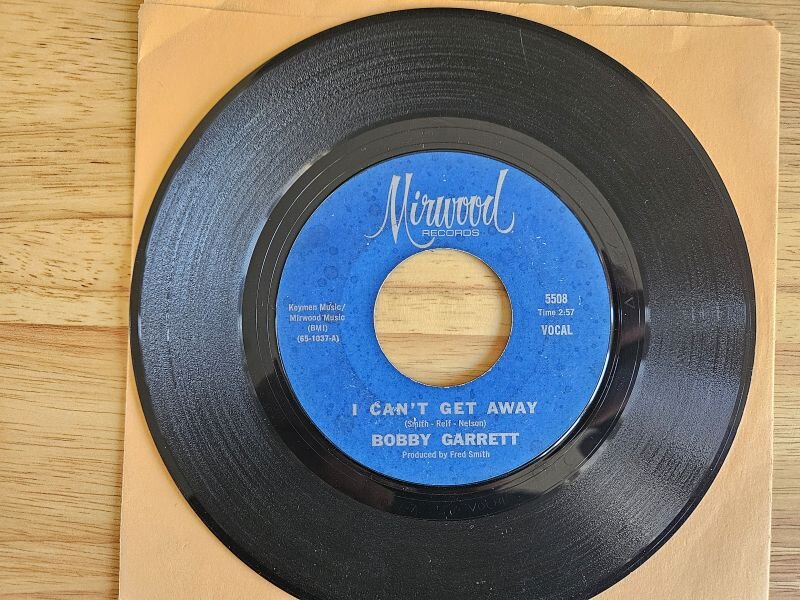 Mirwood
RECORDS
Keymen Music/
Mirwood Music
(BMI)
(65-1037-A)
5508
Time 2:57
VOCAL
I CAN'T GET AWAY
(Smith - Relf - Nelson)
BOBBY GARRETT
Produced by Fred Smith